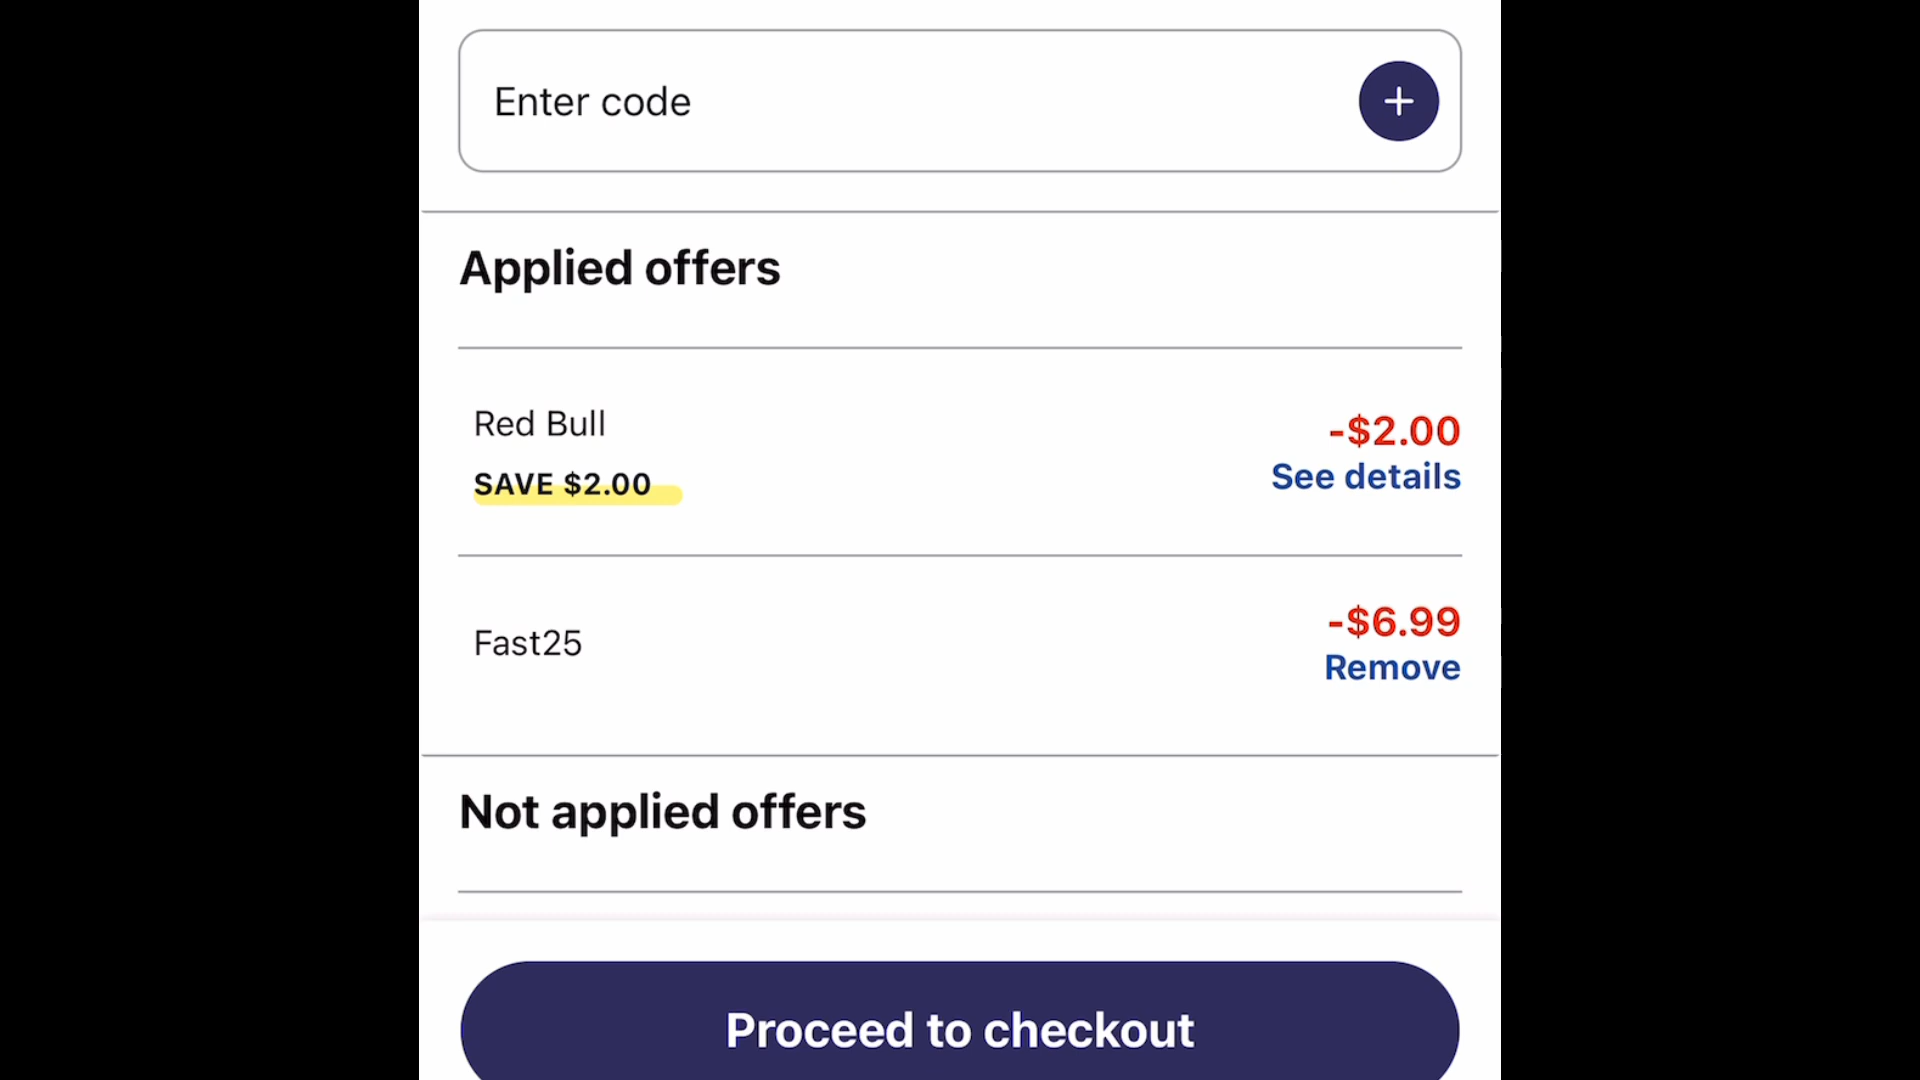 Enter code
Applied offers
Red Bull
-$2.00
SAVE $2.00
See details
Fast25
-$6.99
Remove
Not applied offers
Proceed to checkout